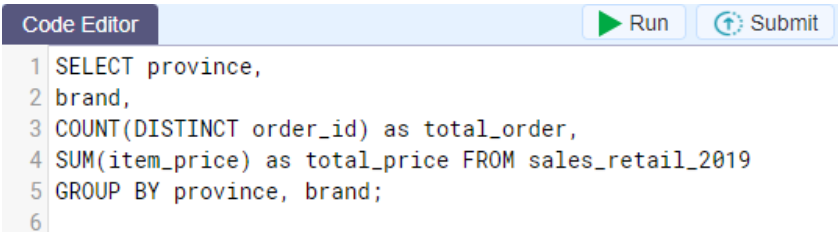 Code Editor Run Submit
1 SELECT province,
2 brand,
3 COUNT(DISTINCT order_id) as total_order,
4 SUM(item_price) as total_price FROM sales_retail_2019
5 GROUP BY province, brand;
6